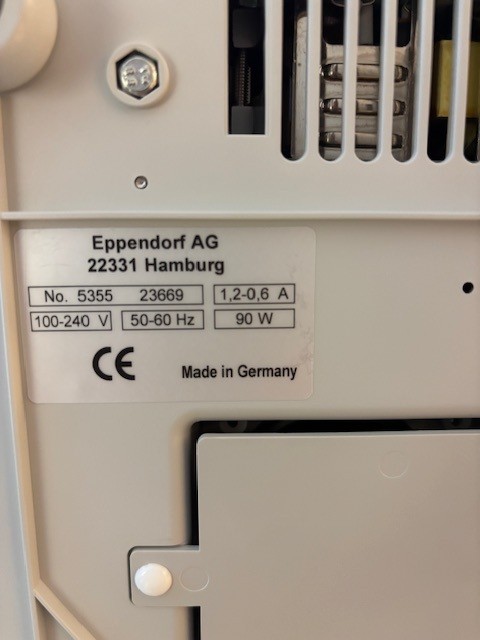 Eppendorf AG
22331 Hamburg
No. 5355 23669 1,2-0,6 A
100-240 V 50-60 Hz 90 W
CE Made in Germany